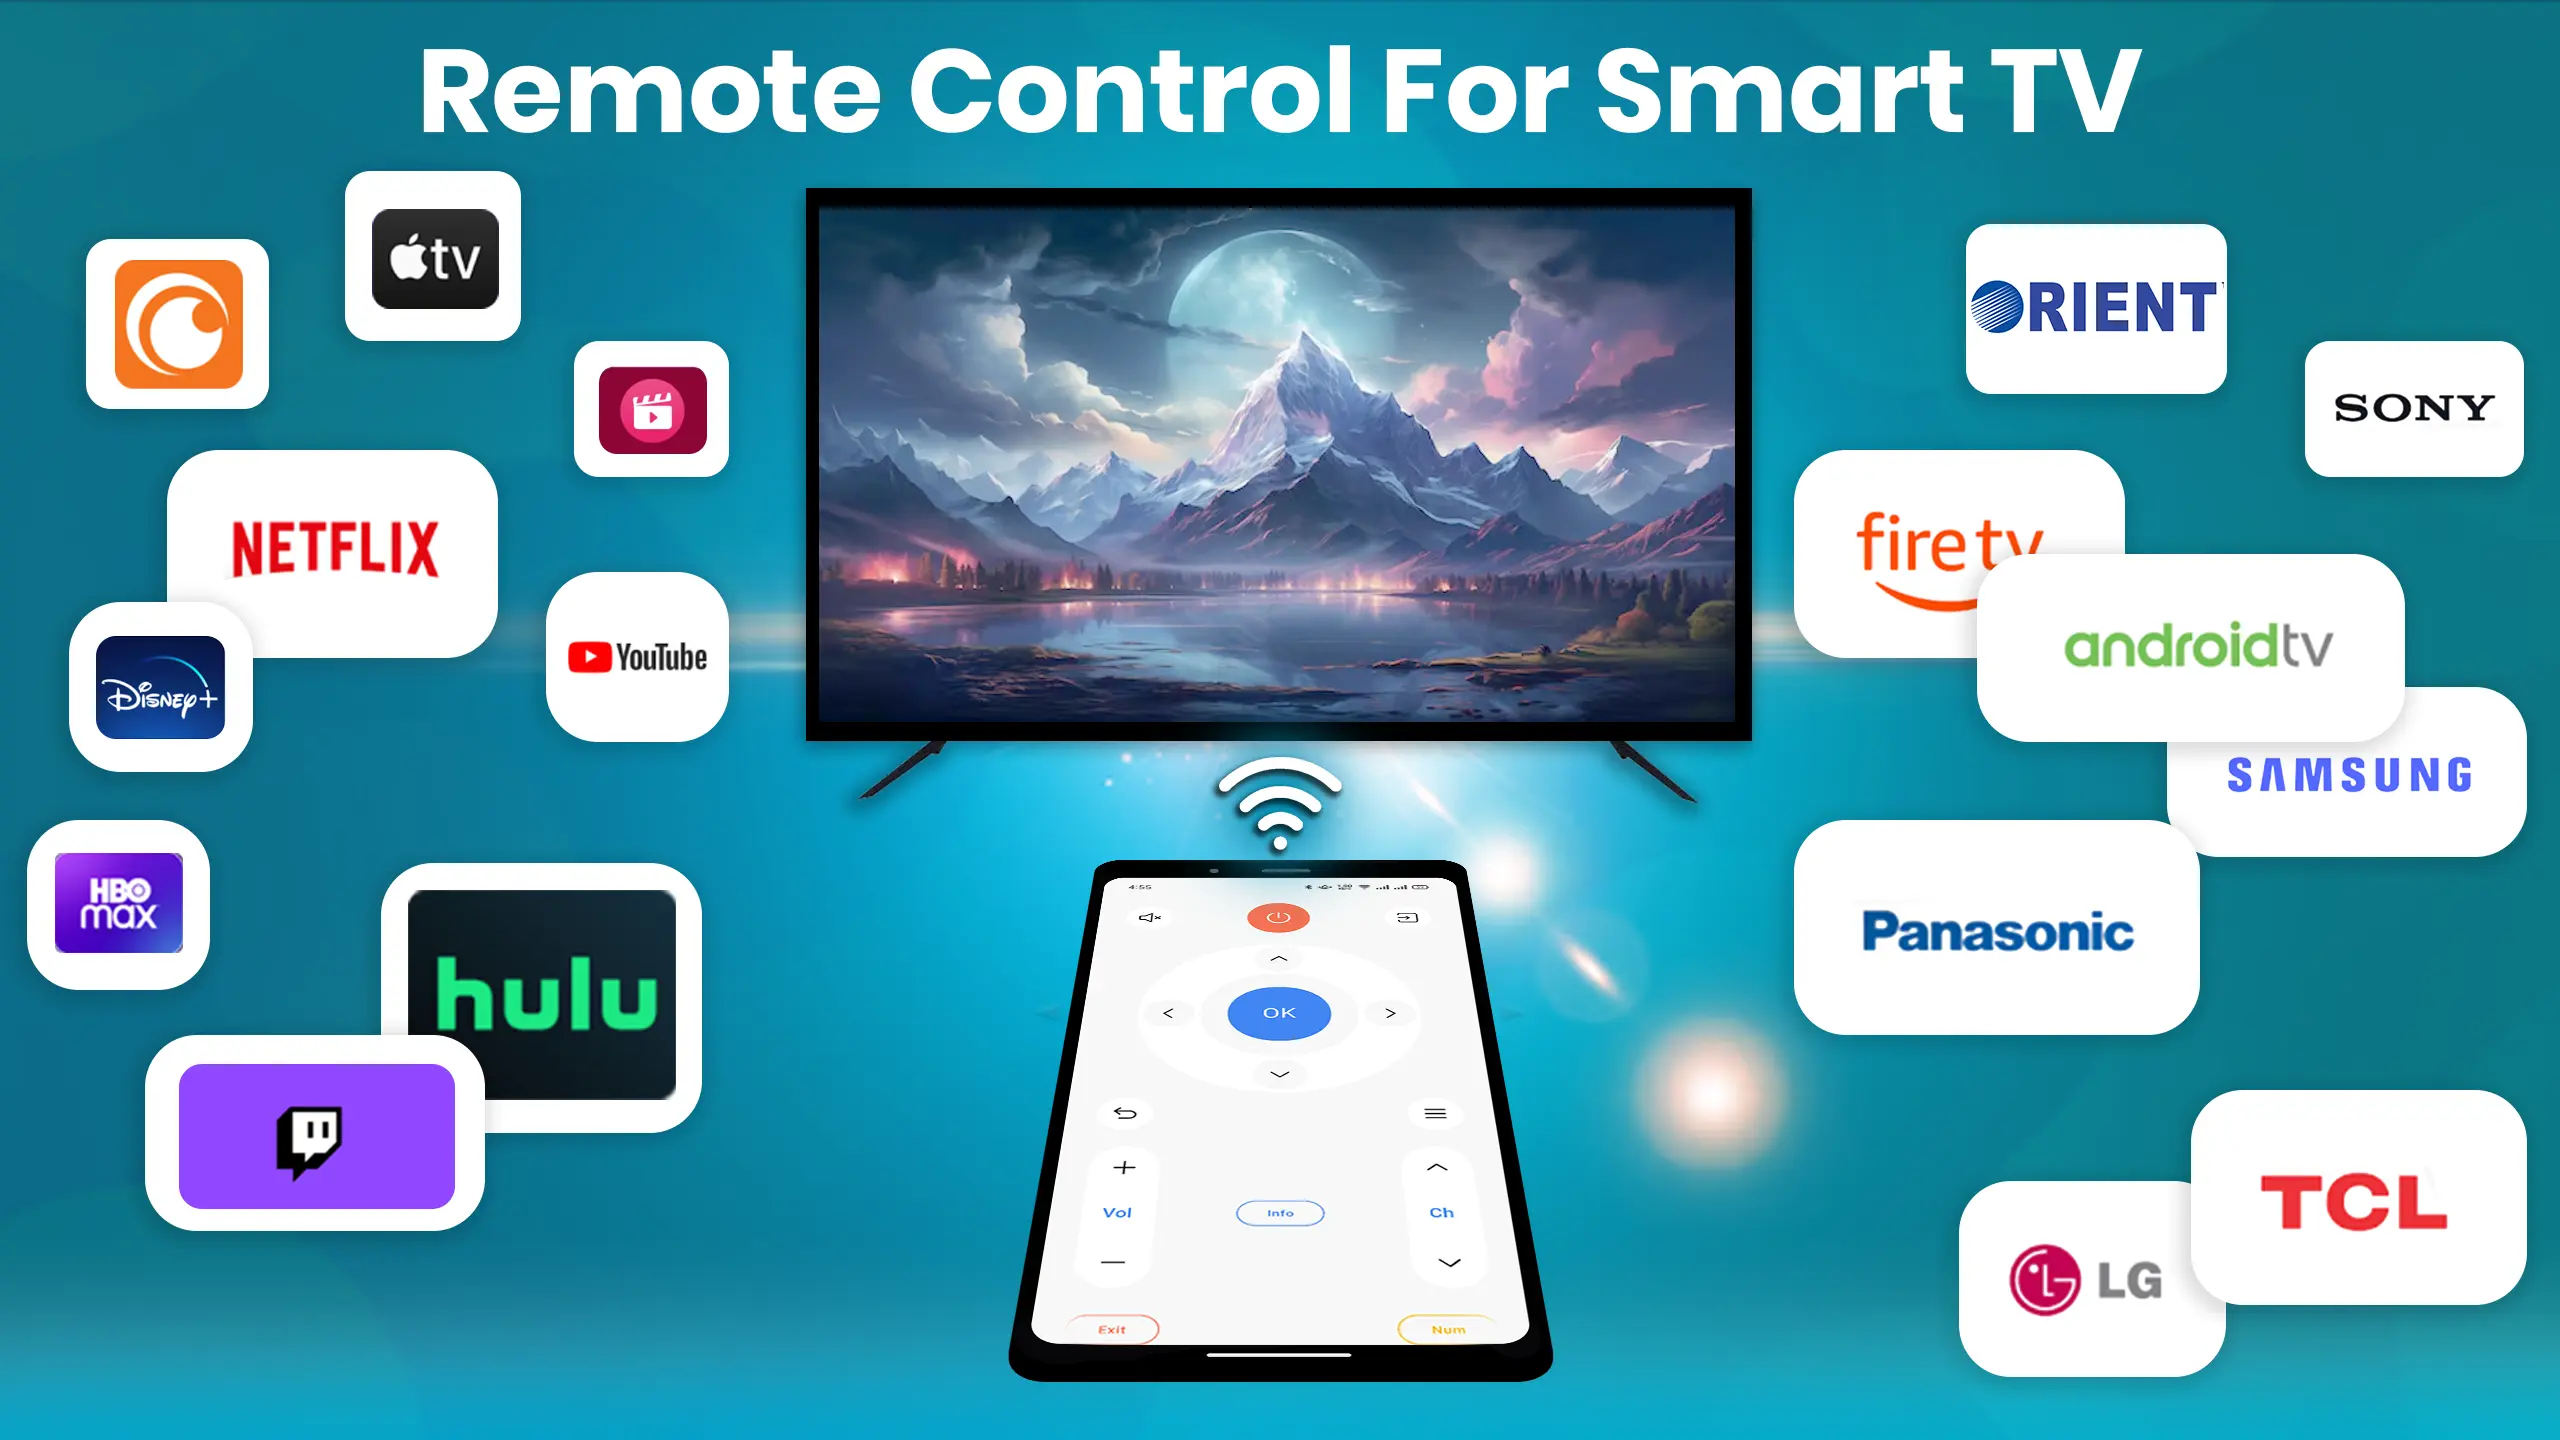 Remote Control For Smart TV
tv
NETFLIX
DISNEY+
YouTube
HBO
max
hulu
ORIENT
SONY
fire tv
androidtv
SAMSUNG
Panasonic
TCL
LG
4:55
OK
Vol
Info
Ch
Exit
Num